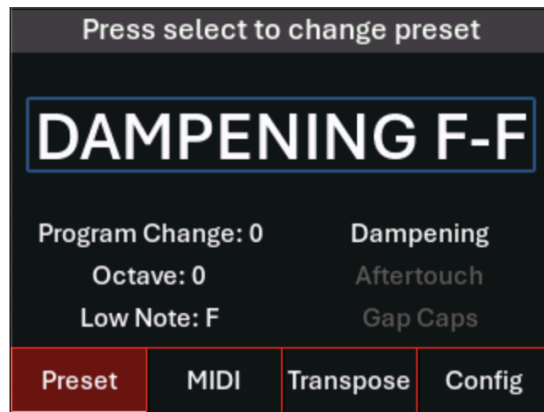 Press select to change preset
DAMPENING F-F
Program Change: 0
Dampening
Octave: 0
Aftertouch
Low Note: F
Gap Caps
Preset
MIDI
Transpose
Config